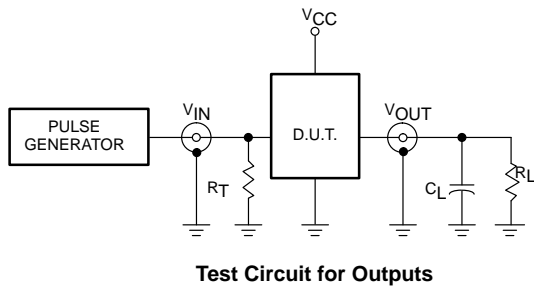 VCC
PULSE
GENERATOR
VIN
D.U.T.
VOUT
RT
CL
RL
Test Circuit for Outputs